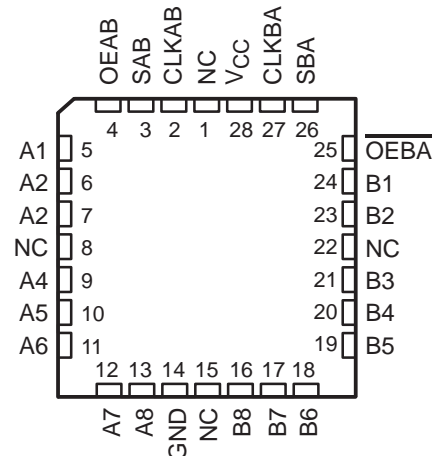 OEAB
SAB
CLKAB
NC
VCC
CLKBA
SBA
4 3 2 1 28 27 26
A1 5 25 OEBA
A2 6 24 B1
A2 7 23 B2
NC 8 22 NC
A4 9 21 B3
A5 10 20 B4
A6 11 19 B5
12 13 14 15 16 17 18
A7
A8
GND
NC
B8
B7
B6